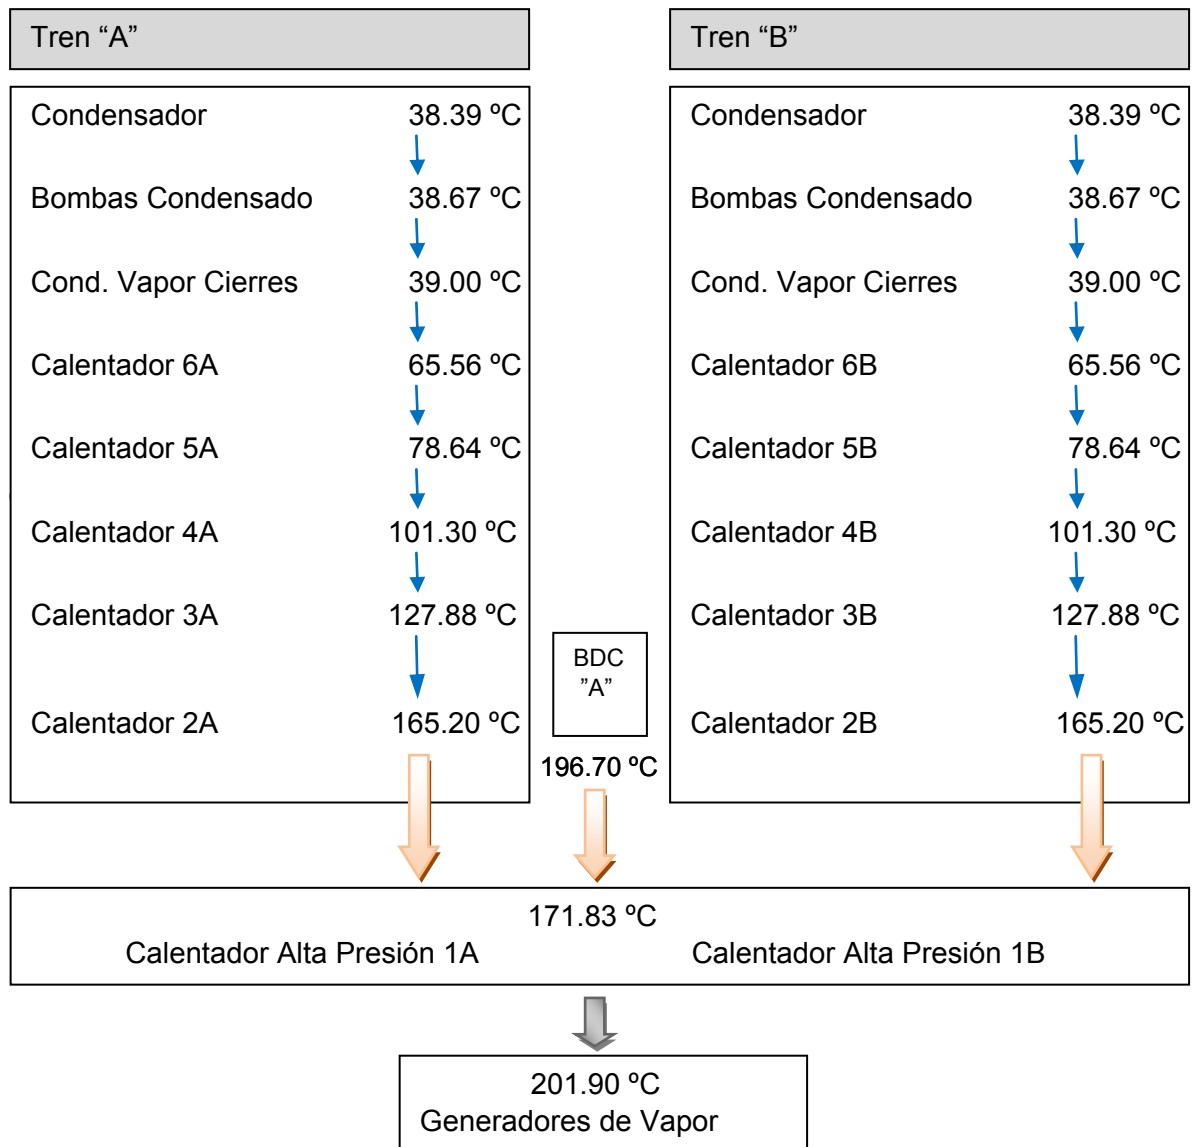 Tren “A”
Condensador 38.39 ºC
Bombas Condensado 38.67 ºC
Cond. Vapor Cierres 39.00 ºC
Calentador 6A 65.56 ºC
Calentador 5A 78.64 ºC
Calentador 4A 101.30 ºC
Calentador 3A 127.88 ºC
Calentador 2A 165.20 ºC
BDC
”A”
196.70 ºC
Tren “B”
Condensador 38.39 ºC
Bombas Condensado 38.67 ºC
Cond. Vapor Cierres 39.00 ºC
Calentador 6B 65.56 ºC
Calentador 5B 78.64 ºC
Calentador 4B 101.30 ºC
Calentador 3B 127.88 ºC
Calentador 2B 165.20 ºC
171.83 ºC
Calentador Alta Presión 1A Calentador Alta Presión 1B
201.90 ºC
Generadores de Vapor